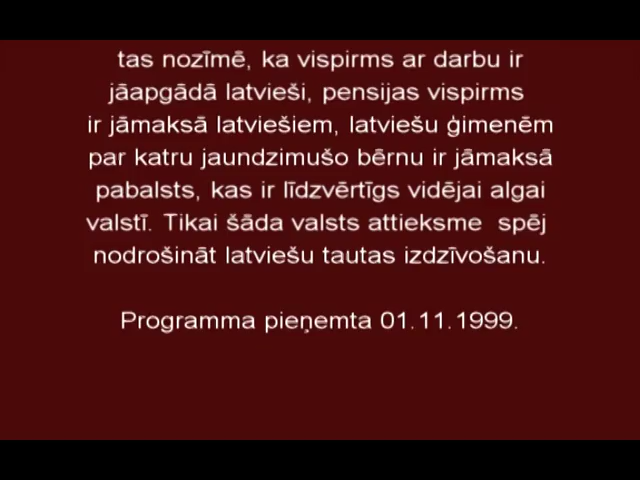 tas nozīmē, ka vispirms ar darbu ir
jāapgādā latvieši, pensijas vispirms
ir jāmaksā latviešiem, latviešu ģimenēm
par katru jaundzimušo bērnu ir jāmaksā
pabalsts, kas ir līdzvērtīgs vidējai algai
valstī. Tikai šāda valsts attieksme spēj
nodrošināt latviešu tautas izdzīvošanu.
Programma pieņemta 01.11.1999.